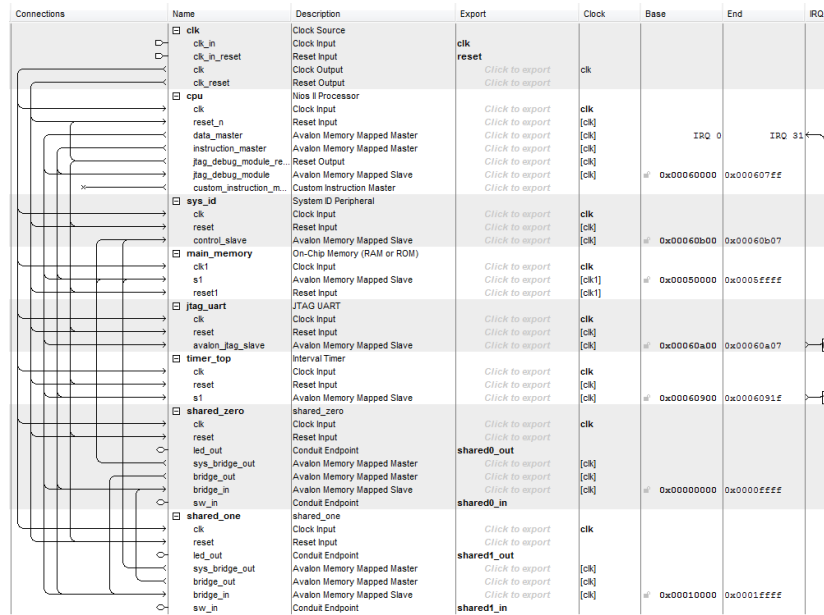 Connections Name Description Export Clock Base End IRQ
clk Clock Source
clk_in Clock Input clk
clk_in_reset Reset Input reset
clk Clock Output Click to export clk
clk_reset Reset Output Click to export
cpu Nios II Processor
clk Clock Input Click to export clk
reset_n Reset Input Click to export [clk]
data_master Avalon Memory Mapped Master Click to export [clk] IRQ 0 IRQ 31
instruction_master Avalon Memory Mapped Master Click to export [clk]
jtag_debug_module_re... Reset Output Click to export [clk]
jtag_debug_module Avalon Memory Mapped Slave Click to export [clk] 0x00060000 0x000607ff
custom_instruction_m... Custom Instruction Master Click to export
sys_id System ID Peripheral
clk Clock Input Click to export clk
reset Reset Input Click to export [clk]
control_slave Avalon Memory Mapped Slave Click to export [clk] 0x00060b00 0x00060b07
main_memory On-Chip Memory (RAM or ROM)
clk1 Clock Input Click to export clk
s1 Avalon Memory Mapped Slave Click to export [clk1] 0x00050000 0x0005ffff
reset1 Reset Input Click to export [clk1]
jtag_uart JTAG UART
clk Clock Input Click to export clk
reset Reset Input Click to export [clk]
avalon_jtag_slave Avalon Memory Mapped Slave Click to export [clk] 0x00060a00 0x00060a07
timer_top Interval Timer
clk Clock Input Click to export clk
reset Reset Input Click to export [clk]
s1 Avalon Memory Mapped Slave Click to export [clk] 0x00060900 0x0006091f
shared_zero shared_zero
clk Clock Input Click to export clk
reset Reset Input Click to export
led_out Conduit Endpoint shared0_out
sys_bridge_out Avalon Memory Mapped Master Click to export [clk]
bridge_out Avalon Memory Mapped Master Click to export [clk]
bridge_in Avalon Memory Mapped Slave Click to export [clk] 0x00000000 0x0000ffff
sw_in Conduit Endpoint shared0_in
shared_one shared_one
clk Clock Input Click to export clk
reset Reset Input Click to export
led_out Conduit Endpoint shared1_out
sys_bridge_out Avalon Memory Mapped Master Click to export [clk]
bridge_out Avalon Memory Mapped Master Click to export [clk]
bridge_in Avalon Memory Mapped Slave Click to export [clk] 0x00010000 0x0001ffff
sw_in Conduit Endpoint shared1_in